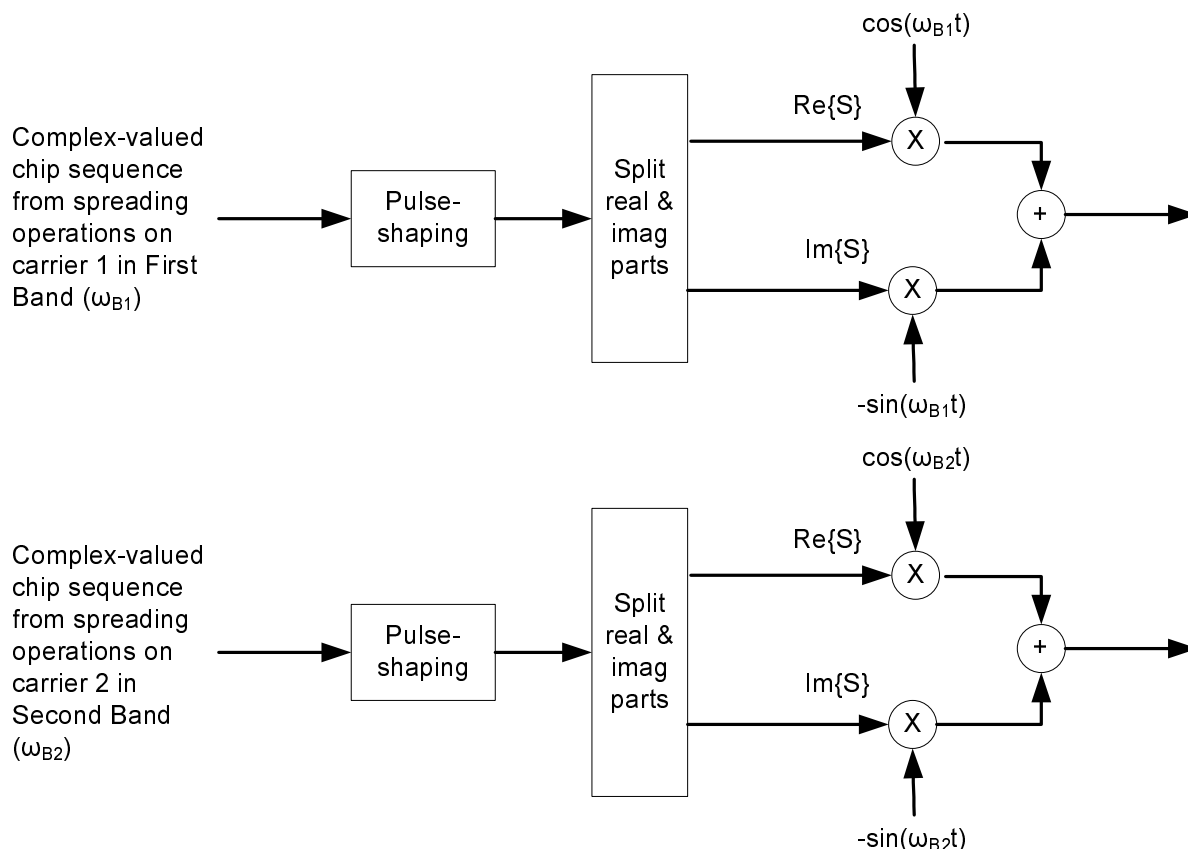 cos(ωB1t)
Complex-valued
chip sequence
from spreading
operations on
carrier 1 in First
Band (ωB1)
Pulse-
shaping
Split
real &
imag
parts
Re{S}
X
Im{S}
X
+
-sin(ωB1t)
cos(ωB2t)
Complex-valued
chip sequence
from spreading
operations on
carrier 2 in
Second Band
(ωB2)
Pulse-
shaping
Split
real &
imag
parts
Re{S}
X
Im{S}
X
+
-sin(ωB2t)